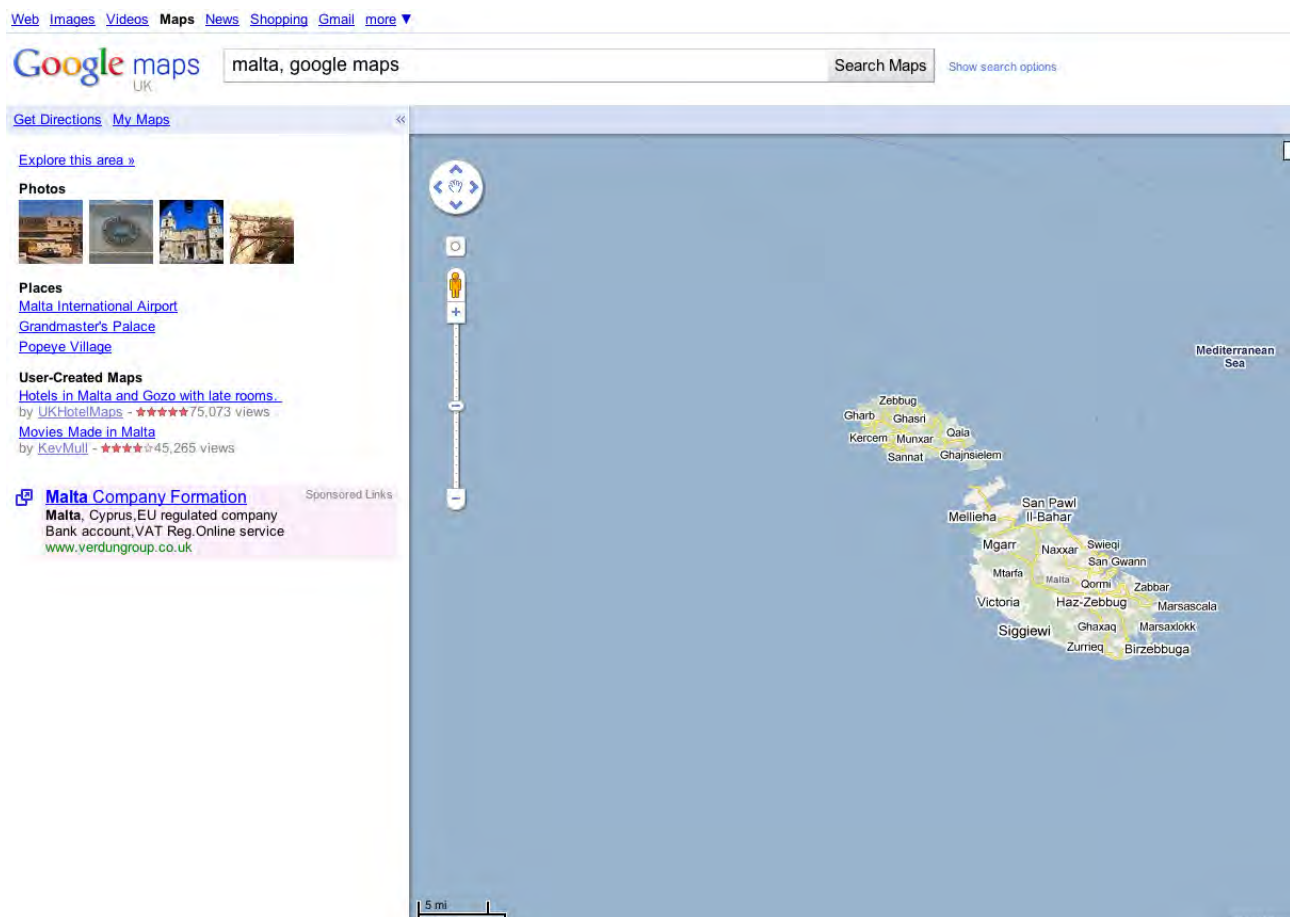 Web Images Videos Maps News Shopping Gmail more ▼
Google maps
UK
malta, google maps
Search Maps
Show search options
Get Directions My Maps
«
Explore this area »
Photos
Places
Malta International Airport
Grandmaster's Palace
Popeye Village
User-Created Maps
Hotels in Malta and Gozo with late rooms.
by UKHotelMaps - ★★★★★75,073 views
Movies Made in Malta
by KevMull - ★★★★☆45,265 views
Malta Company Formation
Sponsored Links
Malta, Cyprus,EU regulated company
Bank account,VAT Reg.Online service
www.verdungroup.co.uk
Mediterranean
Sea
Zebbug
Gharb
Ghasri
Kercem
Munxar
Qala
Sannat
Ghajnsielem
San Pawl
Il-Bahar
Mellieha
Mgarr
Naxxar
Swieqi
San Gwann
Mtarfa
Malta
Qormi
Zabbar
Victoria
Haz-Zebbug
Marsascala
Siggiewi
Ghaxaq
Marsaxlokk
Zurrieq
Birzebbuga
5 mi